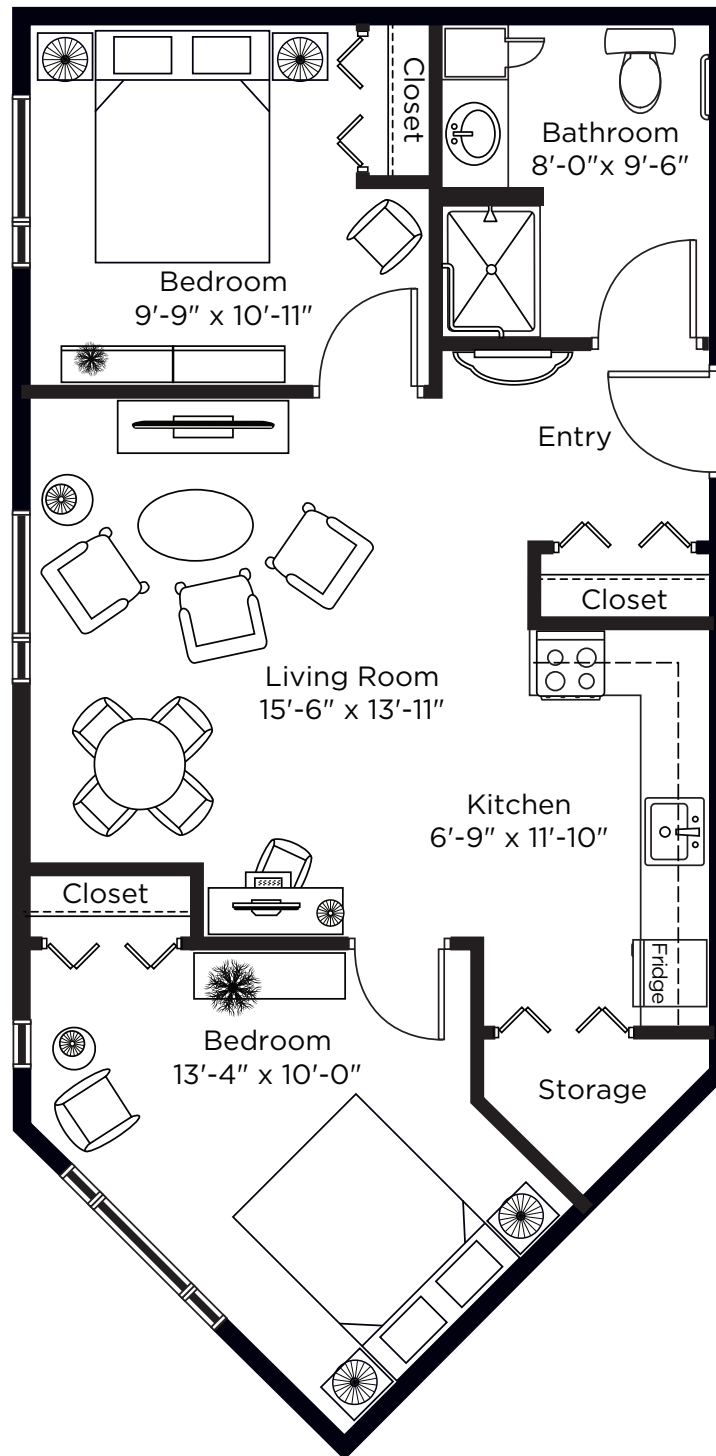 Closet
Bathroom
8'-0"x 9'-6"
Bedroom
9'-9" x 10'-11"
Entry
Closet
Living Room
15'-6" x 13'-11"
Kitchen
6'-9" x 11'-10"
Closet
Fridge
Bedroom
13'-4" x 10'-0"
Storage